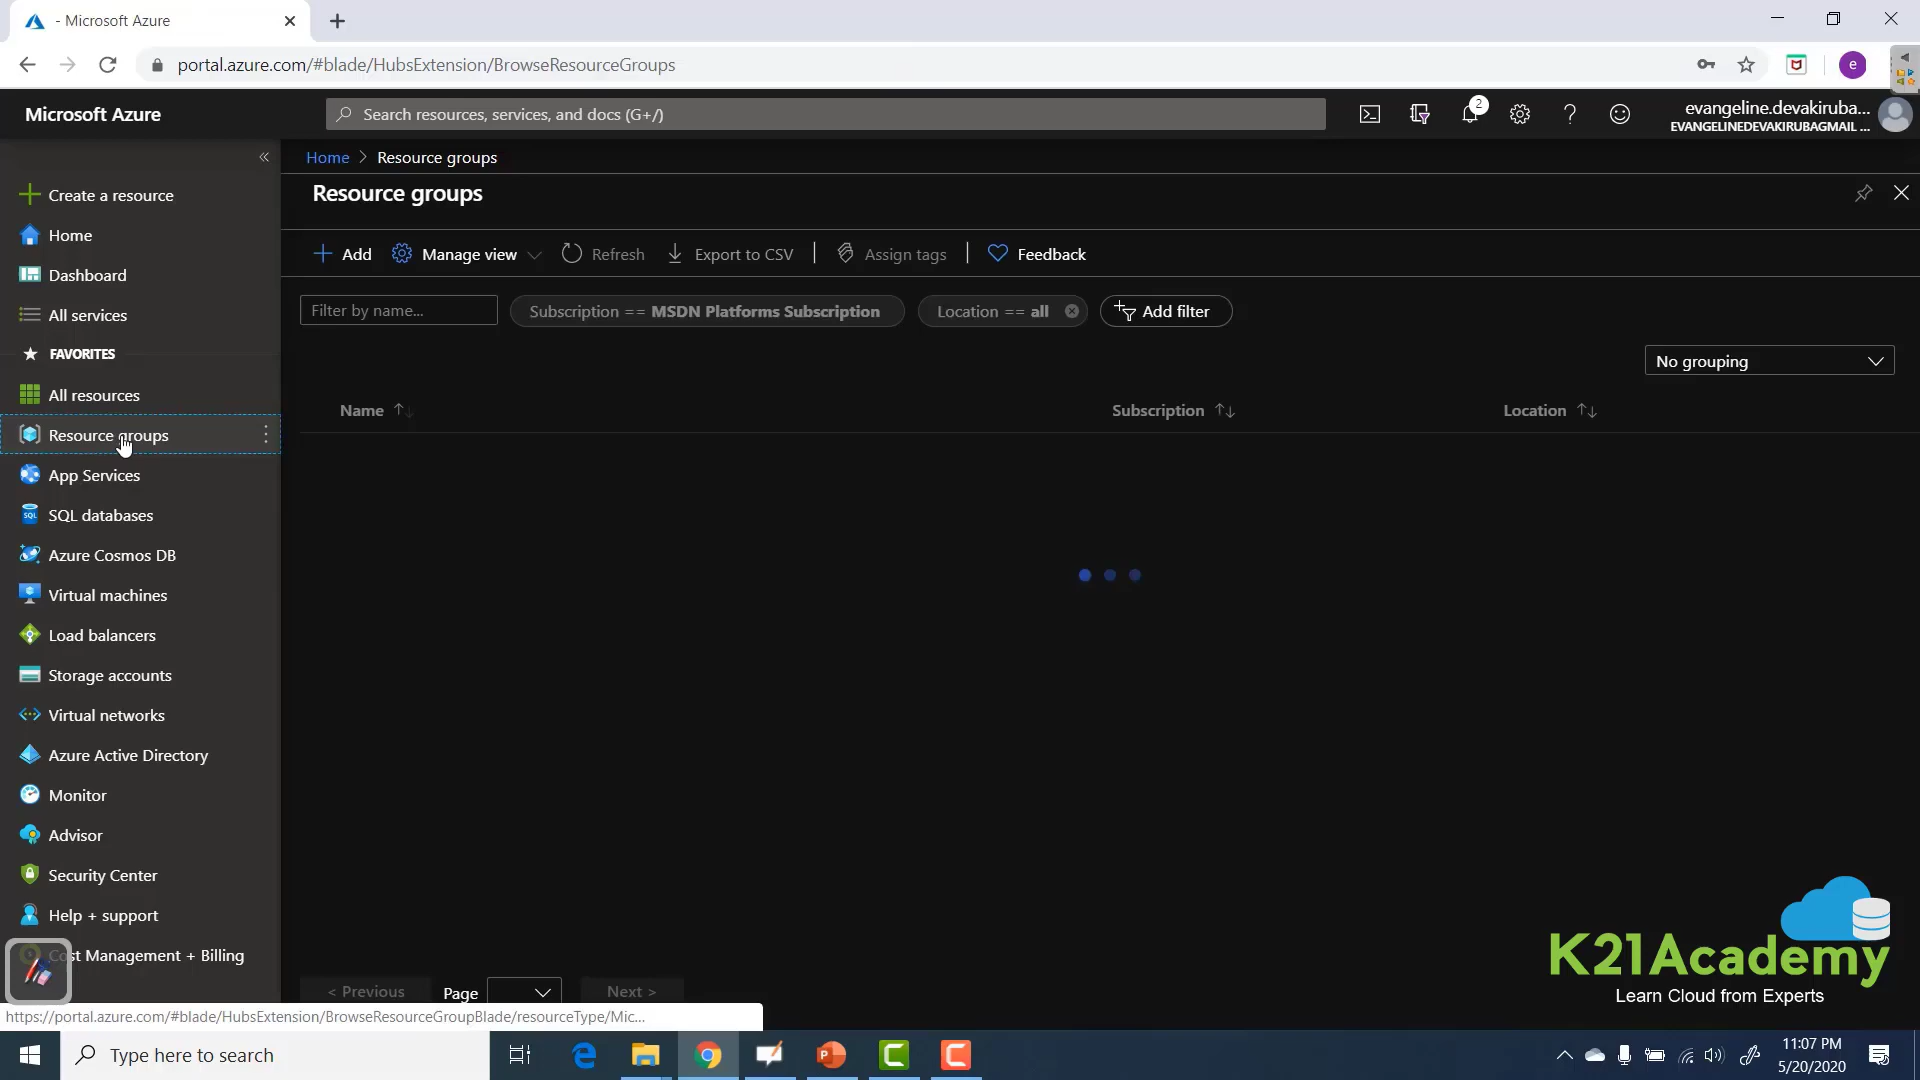 - Microsoft Azure
portal.azure.com/#blade/HubsExtension/BrowseResourceGroups
e
Microsoft Azure
Search resources, services, and docs (G+/)
2
evangeline.devakiruba...
EVANGELINEDEVAKIRUBAGMAIL ...
Home > Resource groups
Resource groups
Create a resource
Home
Dashboard
All services
FAVORITES
All resources
Resource groups
App Services
SQL databases
Azure Cosmos DB
Virtual machines
Load balancers
Storage accounts
Virtual networks
Azure Active Directory
Monitor
Advisor
Security Center
Help + support
Cost Management + Billing
Add
Manage view
Refresh
Export to CSV
Assign tags
Feedback
Filter by name...
Subscription == MSDN Platforms Subscription
Location == all
Add filter
No grouping
Name
Subscription
Location
< Previous
Page
Next >
K21Academy
Learn Cloud from Experts
https://portal.azure.com/#blade/HubsExtension/BrowseResourceGroupBlade/resourceType/Mic...
Type here to search
11:07 PM
5/20/2020